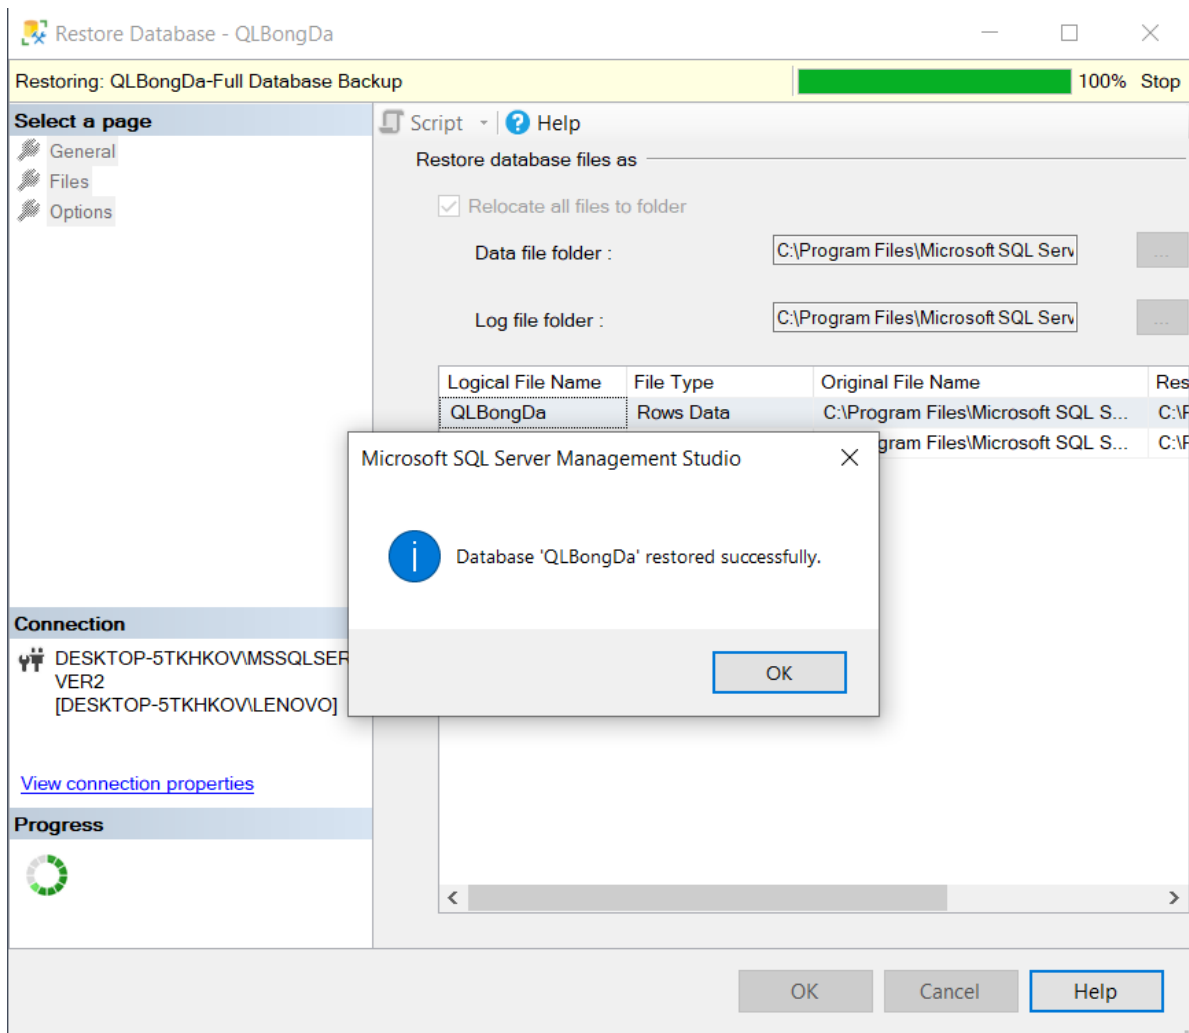 Restore Database - QLBongDa
Restoring: QLBongDa-Full Database Backup
100% Stop
Select a page
General
Files
Options
Script
Help
Restore database files as
Relocate all files to folder
Data file folder :
C:\Program Files\Microsoft SQL Serv
...
Log file folder :
C:\Program Files\Microsoft SQL Serv
...
Logical File Name File Type Original File Name Res
QLBongDa Rows Data C:\Program Files\Microsoft SQL S... C:\P
gram Files\Microsoft SQL S... C:\P
Microsoft SQL Server Management Studio
Database 'QLBongDa' restored successfully.
OK
Connection
DESKTOP-5TKHKOV\MSSQLSER
VER2
[DESKTOP-5TKHKOV\LENOVO]
View connection properties
Progress
OK Cancel Help